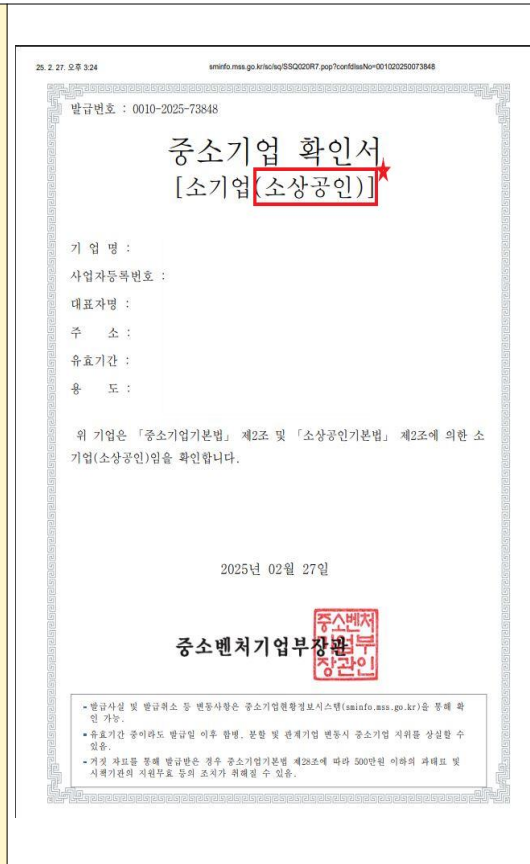 25. 2. 27. 오후 3:24
sminfo.mss.go.kr/sc/sq/SSQ020R7.pop?confdIssNo=001020250073848
발급번호 : 0010-2025-73848
중소기업 확인서
[소기업(소상공인)]
기 업 명 :
사업자등록번호 :
대표자명 :
주 소 :
유효기간 :
용 도 :
위 기업은 「중소기업기본법」 제2조 및 「소상공인기본법」 제2조에 의한 소
기업(소상공인)임을 확인합니다.
2025년 02월 27일
중소벤처기업부장관
중소벤처
기업부
장관인
- 발급사실 및 발급취소 등 변동사항은 중소기업현황정보시스템(sminfo.mss.go.kr)을 통해 확
인 가능.
- 유효기간 중이라도 발급일 이후 합병, 분할 및 관계기업 변동시 중소기업 지위를 상실할 수
있음.
- 거짓 자료를 통해 발급받은 경우 중소기업기본법 제28조에 따라 500만원 이하의 과태료 및
시책기관의 지원무효 등의 조치가 취해질 수 있음.